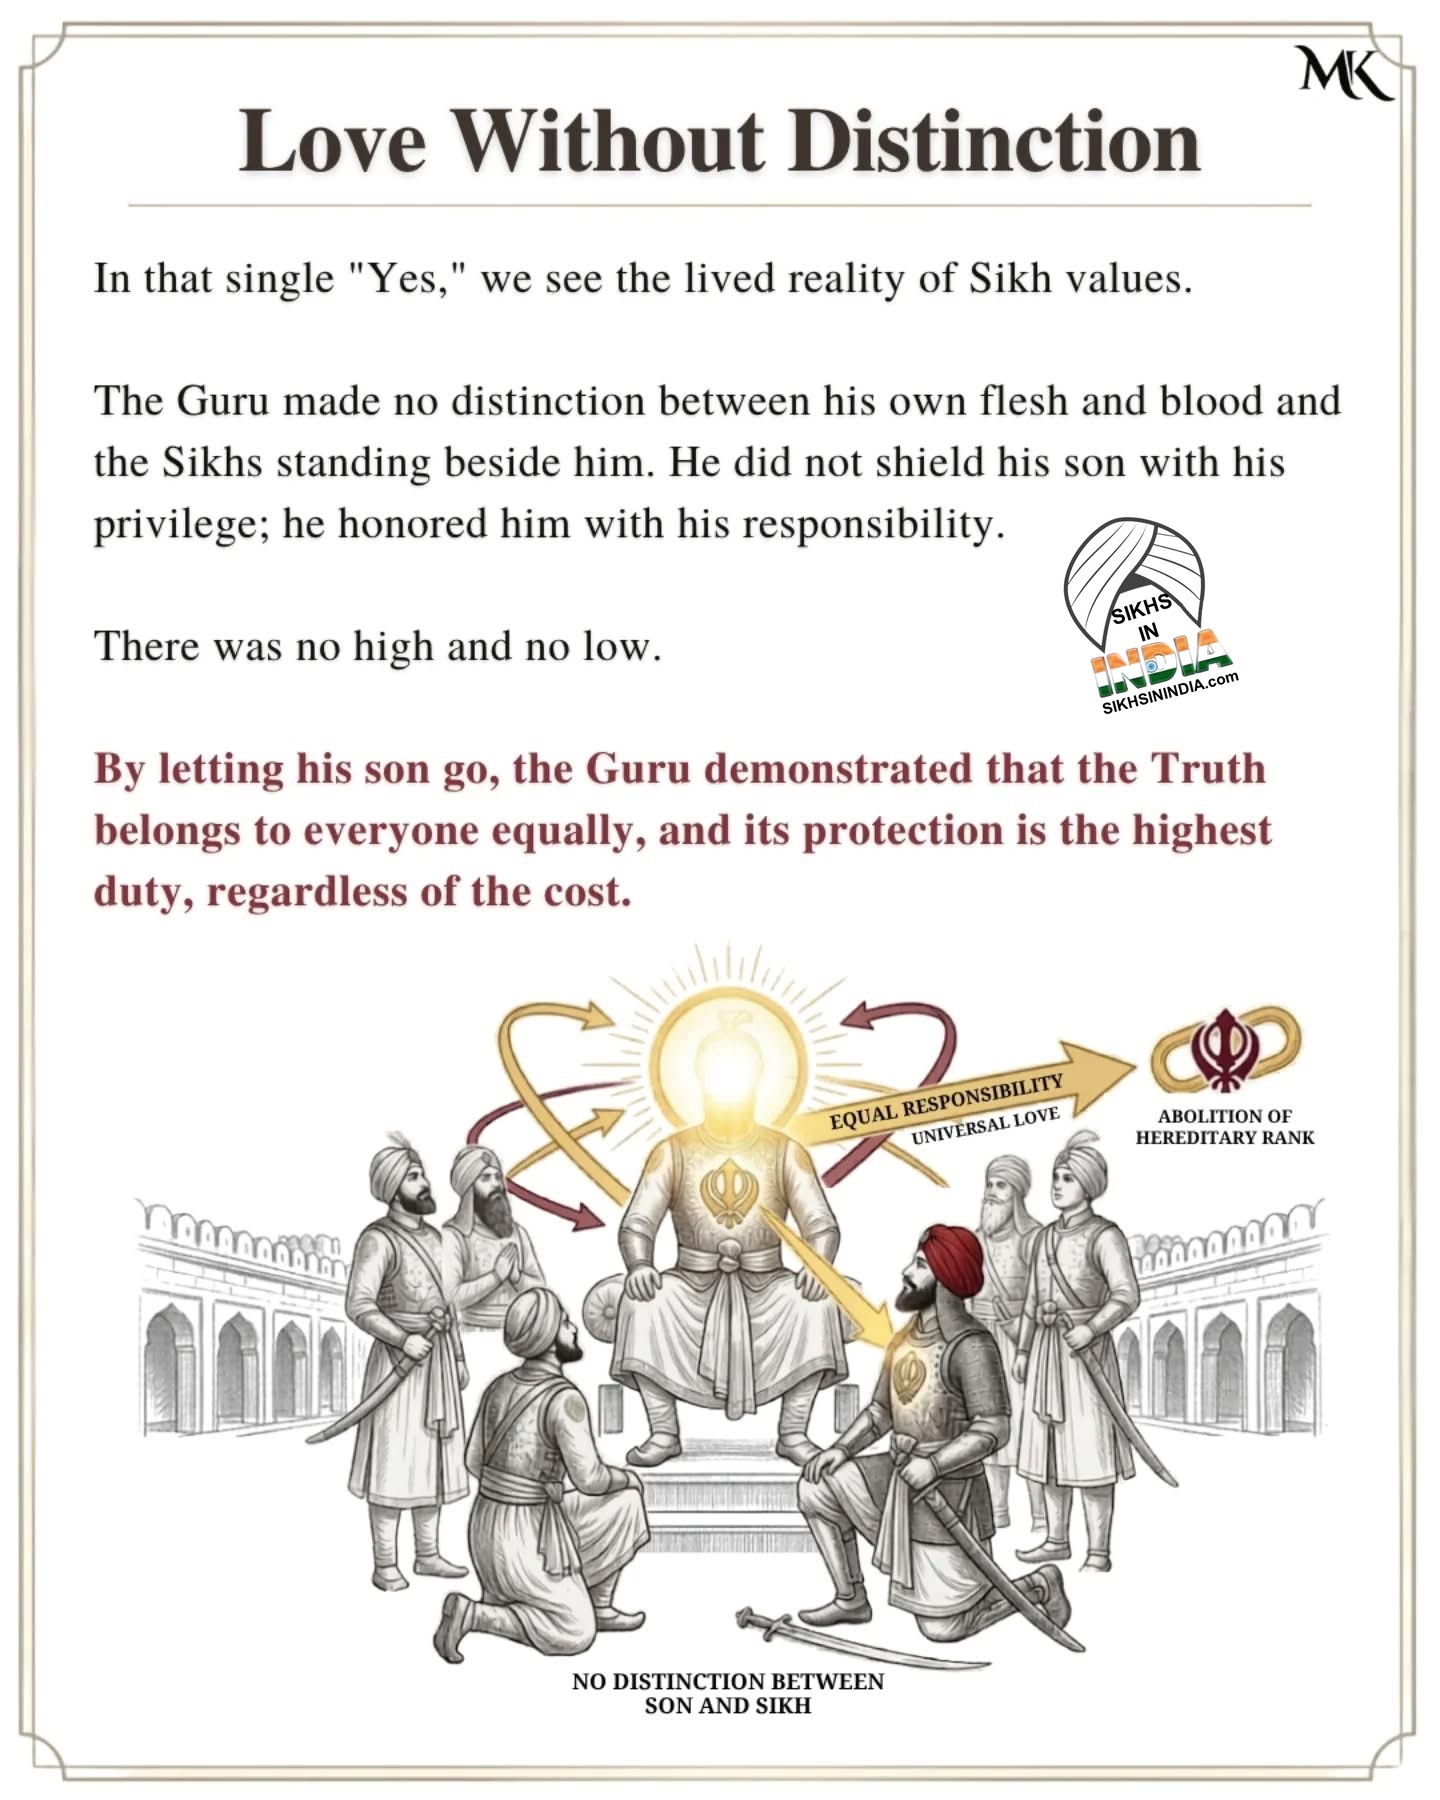 MK
Love Without Distinction
In that single "Yes," we see the lived reality of Sikh values.
The Guru made no distinction between his own flesh and blood and
the Sikhs standing beside him. He did not shield his son with his
privilege; he honored him with his responsibility.
There was no high and no low.
SIKHS
IN
INDIA
SIKHSININDIA.com
By letting his son go, the Guru demonstrated that the Truth
belongs to everyone equally, and its protection is the highest
duty, regardless of the cost.
EQUAL RESPONSIBILITY
UNIVERSAL LOVE
ABOLITION OF
HEREDITARY RANK
NO DISTINCTION BETWEEN
SON AND SIKH